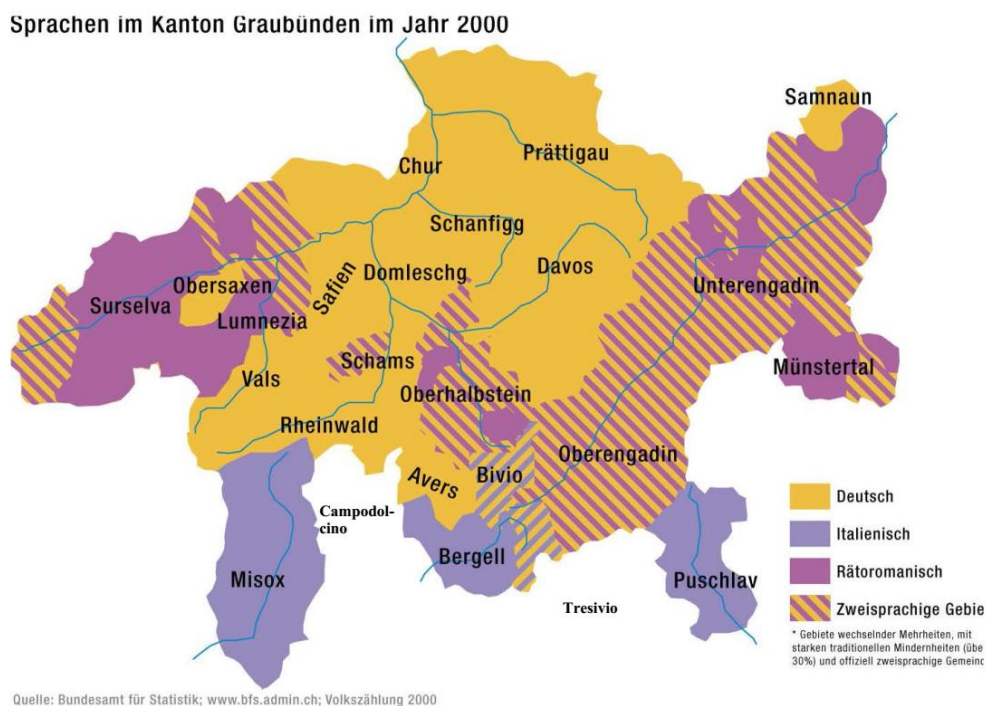 Sprachen im Kanton Graubünden im Jahr 2000
Samnaun
Prättigau
Chur
Schanfigg
Davos
Domleschg
Safien
Obersaxen
Surselva
Lumnezia
Unterengadin
Schams
Münstertal
Vals
Oberhalbstein
Rheinwald
Oberengadin
Avers
Bivio
Campodol-
cino
Bergell
Misox
Puschlav
Tresivio
Deutsch
Italienisch
Rätoromanisch
Zweisprachige Gebie
* Gebiete wechselnder Mehrheiten, mit
starken traditionellen Mindernheiten (übe
30%) und offiziell zweisprachige Gemeind
Quelle: Bundesamt für Statistik; www.bfs.admin.ch; Volkszählung 2000